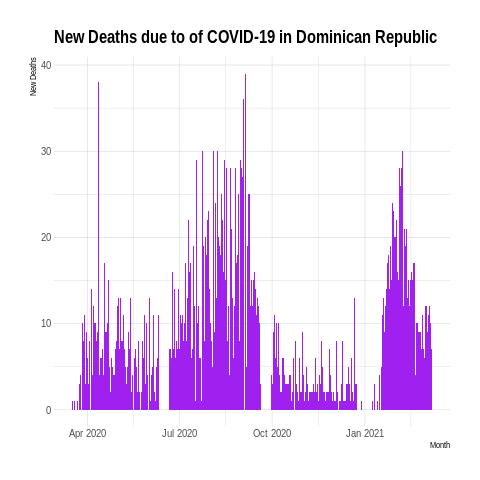 New Deaths due to of COVID-19 in Dominican Republic
New Deaths
40
30
20
10
0
Apr 2020 Jul 2020 Oct 2020 Jan 2021
Month